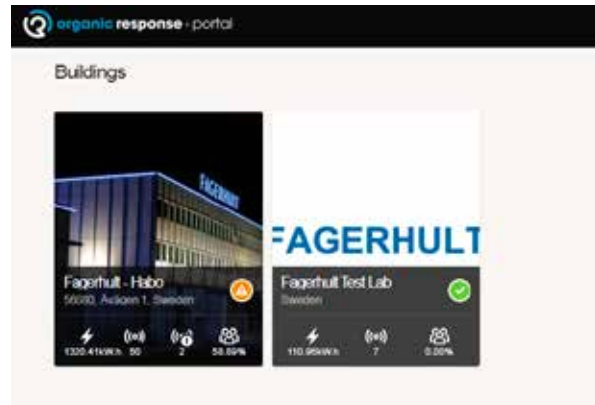 organic response - portal
Buildings
FAGERHULT
FAGERHULT
Fagerhult - Habo
Sweden
1320.41kWh 50 2 58.89%
Fagerhult Test Lab
Sweden
110.95kWh 7 0.00%